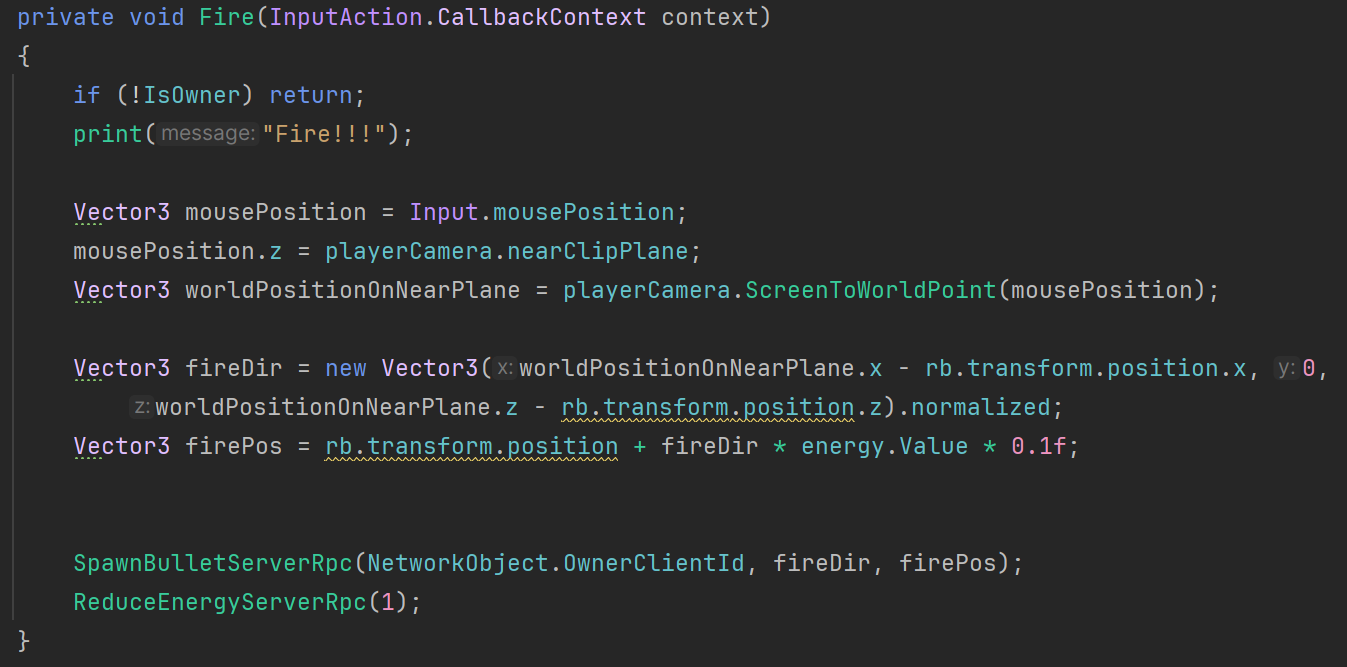 private void Fire(InputAction.CallbackContext context)
{
if (!IsOwner) return;
print(message:"Fire!!!");
Vector3 mousePosition = Input.mousePosition;
mousePosition.z = playerCamera.nearClipPlane;
Vector3 worldPositionOnNearPlane = playerCamera.ScreenToWorldPoint(mousePosition);
Vector3 fireDir = new Vector3(x:worldPositionOnNearPlane.x - rb.transform.position.x, y:0,
z:worldPositionOnNearPlane.z - rb.transform.position.z).normalized;
Vector3 firePos = rb.transform.position + fireDir * energy.Value * 0.1f;
SpawnBulletServerRpc(NetworkObject.OwnerClientId, fireDir, firePos);
ReduceEnergyServerRpc(1);
}